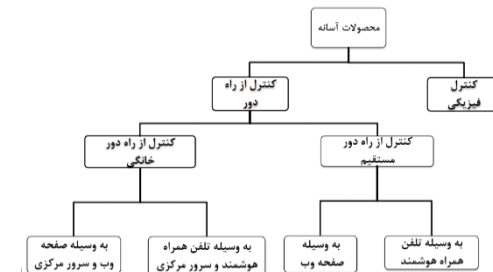 محصولات آسانه
کنترل
فیزیکی
کنترل از راه
دور
کنترل از راه دور
مستقیم
کنترل از راه دور
خانگی
به وسیله تلفن
همراه هوشمند
به وسیله
صفحه وب
به وسیله تلفن همراه
هوشمند و سرور مرکزی
به وسیله صفحه
وب و سرور مرکزی